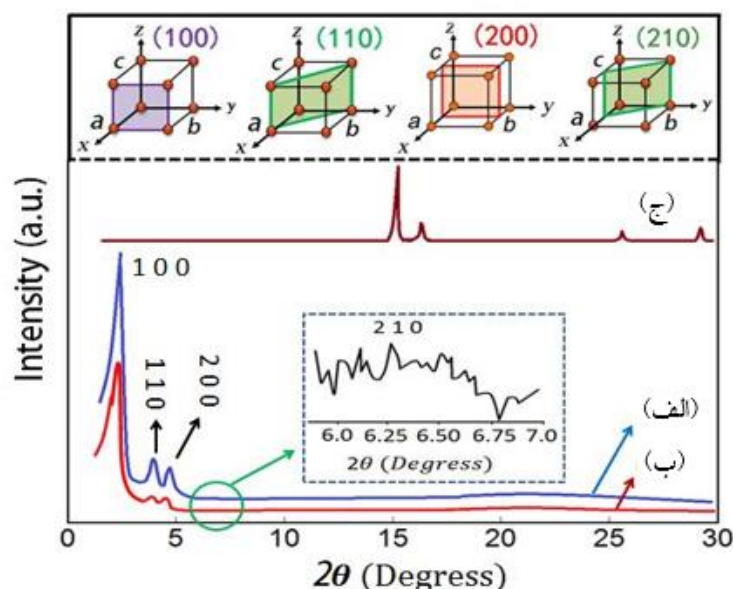 (100)
z
c
y
a
b
x
(110)
z
c
y
a
b
x
(200)
z
c
y
a
b
x
(210)
z
c
y
a
b
x
Intensity (a.u.)
(ج)
1 0 0
1 1 0
2 0 0
2 1 0
6.0 6.25 6.50 6.75 7.0
2θ (Degress)
(الف)
(ب)
0 5 10 15 20 25 30
2θ (Degress)